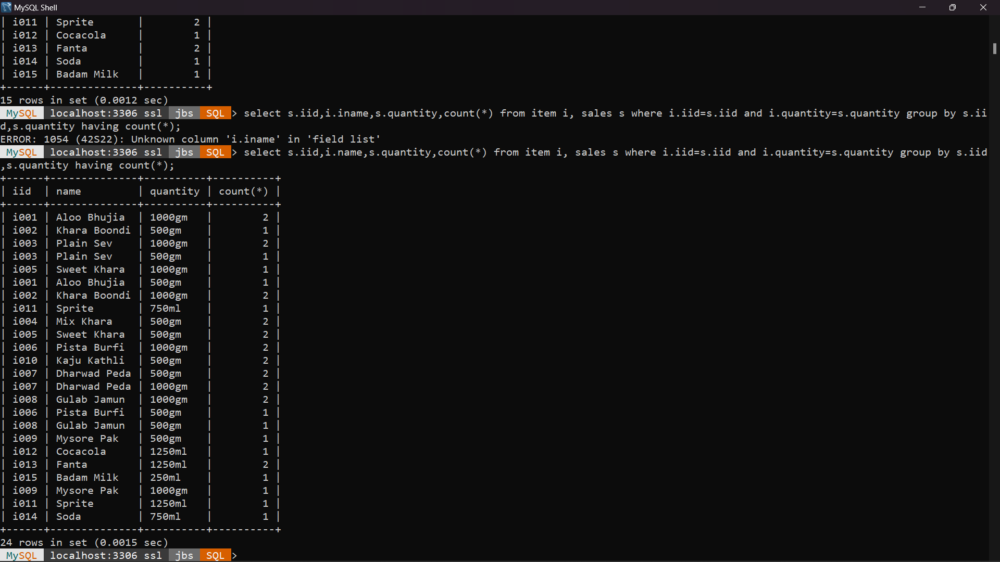 MySQL Shell
| i011 | Sprite       |        2 |
| i012 | Cocacola     |        1 |
| i013 | Fanta        |        2 |
| i014 | Soda         |        1 |
| i015 | Badam Milk   |        1 |
+------+--------------+----------+
15 rows in set (0.0012 sec)
MySQL localhost:3306 ssl jbs SQL > select s.iid,i.iname,s.quantity,count(*) from item i, sales s where i.iid=s.iid and i.quantity=s.quantity group by s.ii
d,s.quantity having count(*);
ERROR: 1054 (42S22): Unknown column 'i.iname' in 'field list'
MySQL localhost:3306 ssl jbs SQL > select s.iid,i.name,s.quantity,count(*) from item i, sales s where i.iid=s.iid and i.quantity=s.quantity group by s.iid
,s.quantity having count(*);
+------+--------------+----------+----------+
| iid  | name         | quantity | count(*) |
+------+--------------+----------+----------+
| i001 | Aloo Bhujia  | 1000gm   |        2 |
| i002 | Khara Boondi | 500gm    |        1 |
| i003 | Plain Sev    | 1000gm   |        2 |
| i003 | Plain Sev    | 500gm    |        1 |
| i005 | Sweet Khara  | 1000gm   |        1 |
| i001 | Aloo Bhujia  | 500gm    |        1 |
| i002 | Khara Boondi | 1000gm   |        2 |
| i011 | Sprite       | 750ml    |        1 |
| i004 | Mix Khara    | 500gm    |        2 |
| i005 | Sweet Khara  | 500gm    |        2 |
| i006 | Pista Burfi  | 1000gm   |        2 |
| i010 | Kaju Kathli  | 500gm    |        2 |
| i007 | Dharwad Peda | 500gm    |        2 |
| i007 | Dharwad Peda | 1000gm   |        2 |
| i008 | Gulab Jamun  | 1000gm   |        2 |
| i006 | Pista Burfi  | 500gm    |        1 |
| i008 | Gulab Jamun  | 500gm    |        1 |
| i009 | Mysore Pak   | 500gm    |        1 |
| i012 | Cocacola     | 1250ml   |        1 |
| i013 | Fanta        | 1250ml   |        2 |
| i015 | Badam Milk   | 250ml    |        1 |
| i009 | Mysore Pak   | 1000gm   |        1 |
| i011 | Sprite       | 1250ml   |        1 |
| i014 | Soda         | 750ml    |        1 |
+------+--------------+----------+----------+
24 rows in set (0.0015 sec)
MySQL localhost:3306 ssl jbs SQL >